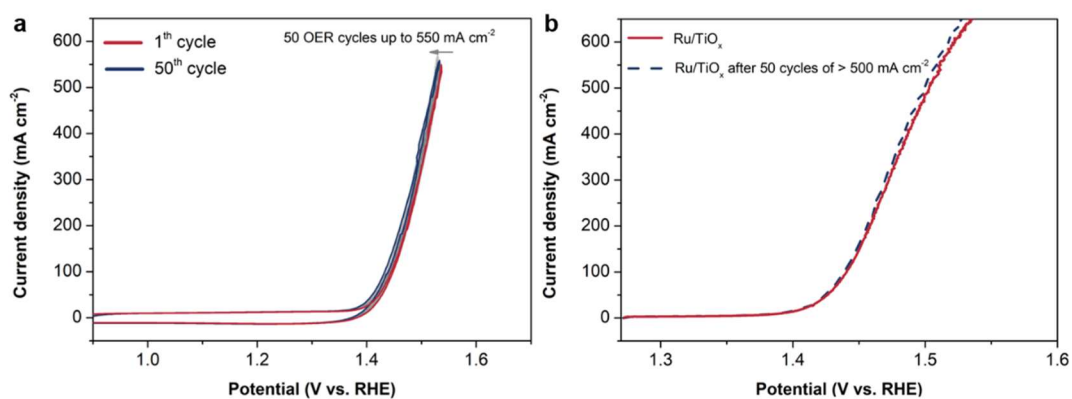 a
1th cycle
50th cycle
50 OER cycles up to 550 mA cm-2
600
500
400
300
200
100
0
1.0
1.2
1.4
1.6
Current density (mA cm-2)
Potential (V vs. RHE)
b
Ru/TiOx
Ru/TiOx after 50 cycles of > 500 mA cm-2
600
500
400
300
200
100
0
1.3
1.4
1.5
1.6
Current density (mA cm-2)
Potential (V vs. RHE)